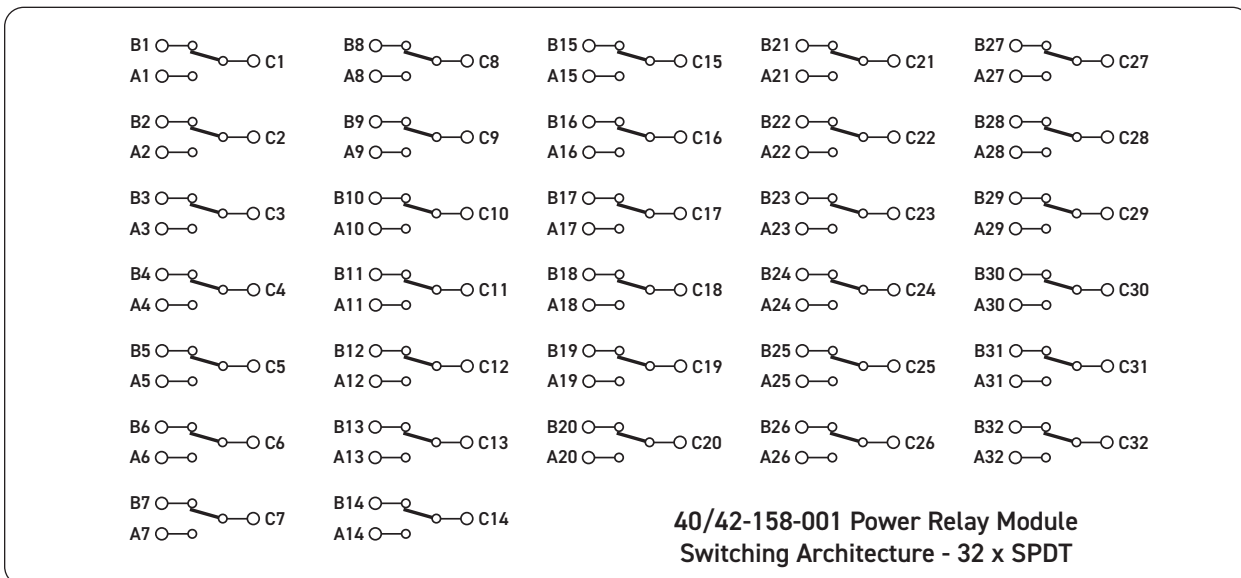 B1 C1 B8 C8 B15 C15 B21 C21 B27 C27
A1 A8 A15 A21 A27
B2 C2 B9 C9 B16 C16 B22 C22 B28 C28
A2 A9 A16 A22 A28
B3 C3 B10 C10 B17 C17 B23 C23 B29 C29
A3 A10 A17 A23 A29
B4 C4 B11 C11 B18 C18 B24 C24 B30 C30
A4 A11 A18 A24 A30
B5 C5 B12 C12 B19 C19 B25 C25 B31 C31
A5 A12 A19 A25 A31
B6 C6 B13 C13 B20 C20 B26 C26 B32 C32
A6 A13 A20 A26 A32
B7 C7 B14 C14
A7 A14
40/42-158-001 Power Relay Module
Switching Architecture - 32 x SPDT